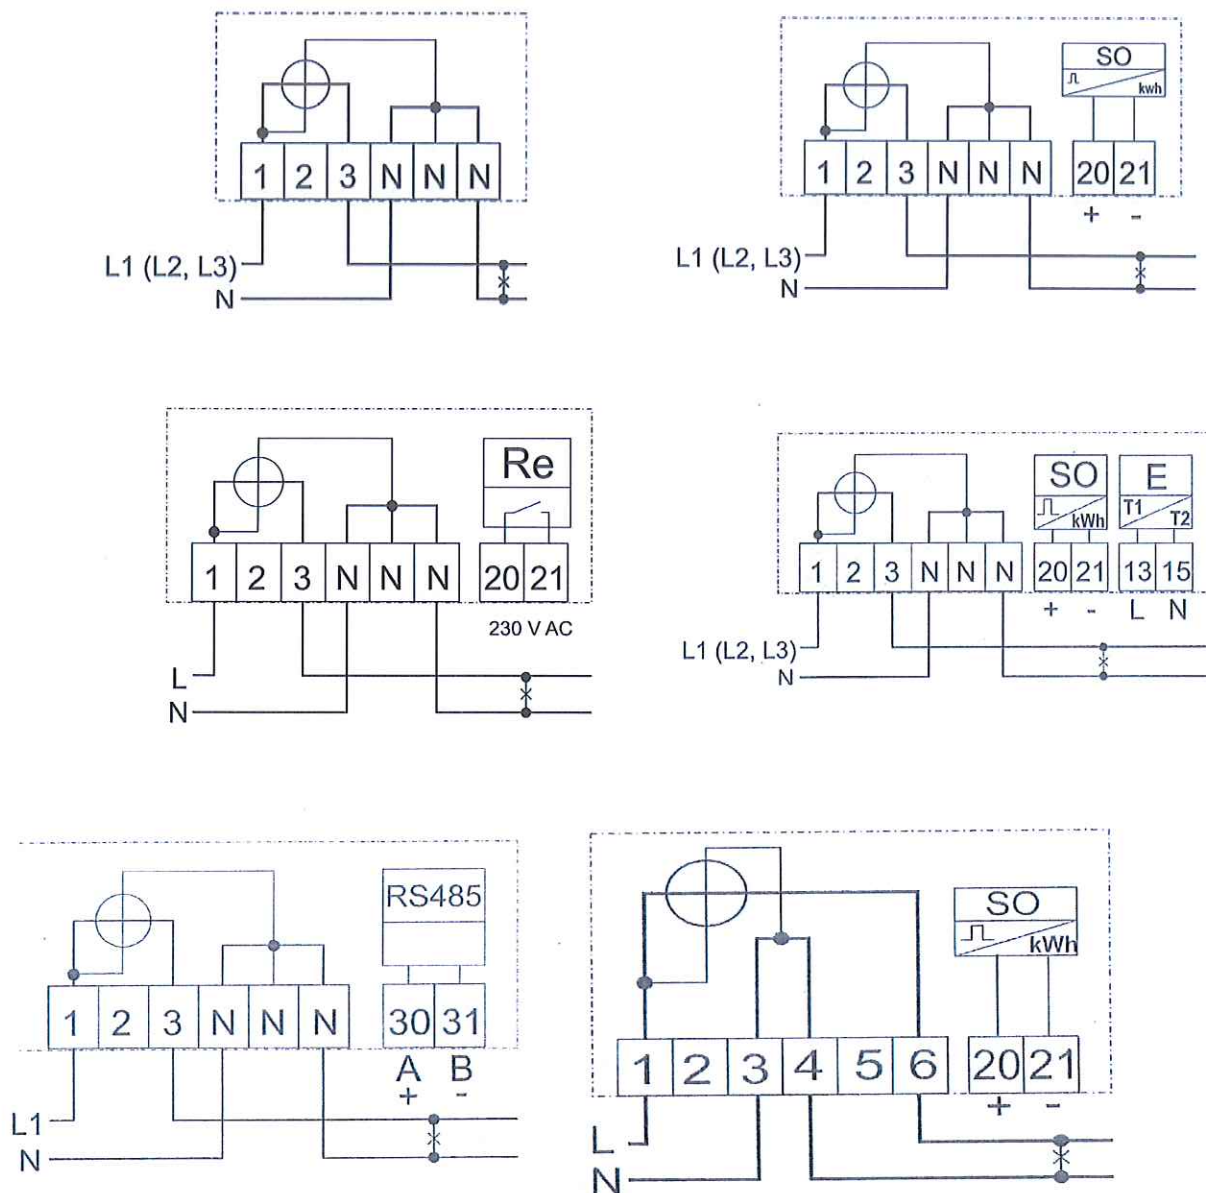 1 2 3 N N N
L1 (L2, L3)
N
SO
kwh
1 2 3 N N N 20 21
+ -
L1 (L2, L3)
N
Re
1 2 3 N N N 20 21
230 V AC
L
N
SO E
kWh T1 T2
1 2 3 N N N 20 21 13 15
+ - L N
L1 (L2, L3)
N
RS485
1 2 3 N N N 30 31
A B
+ -
L1
N
SO
kWh
1 2 3 4 5 6 20 21
+ -
L
N